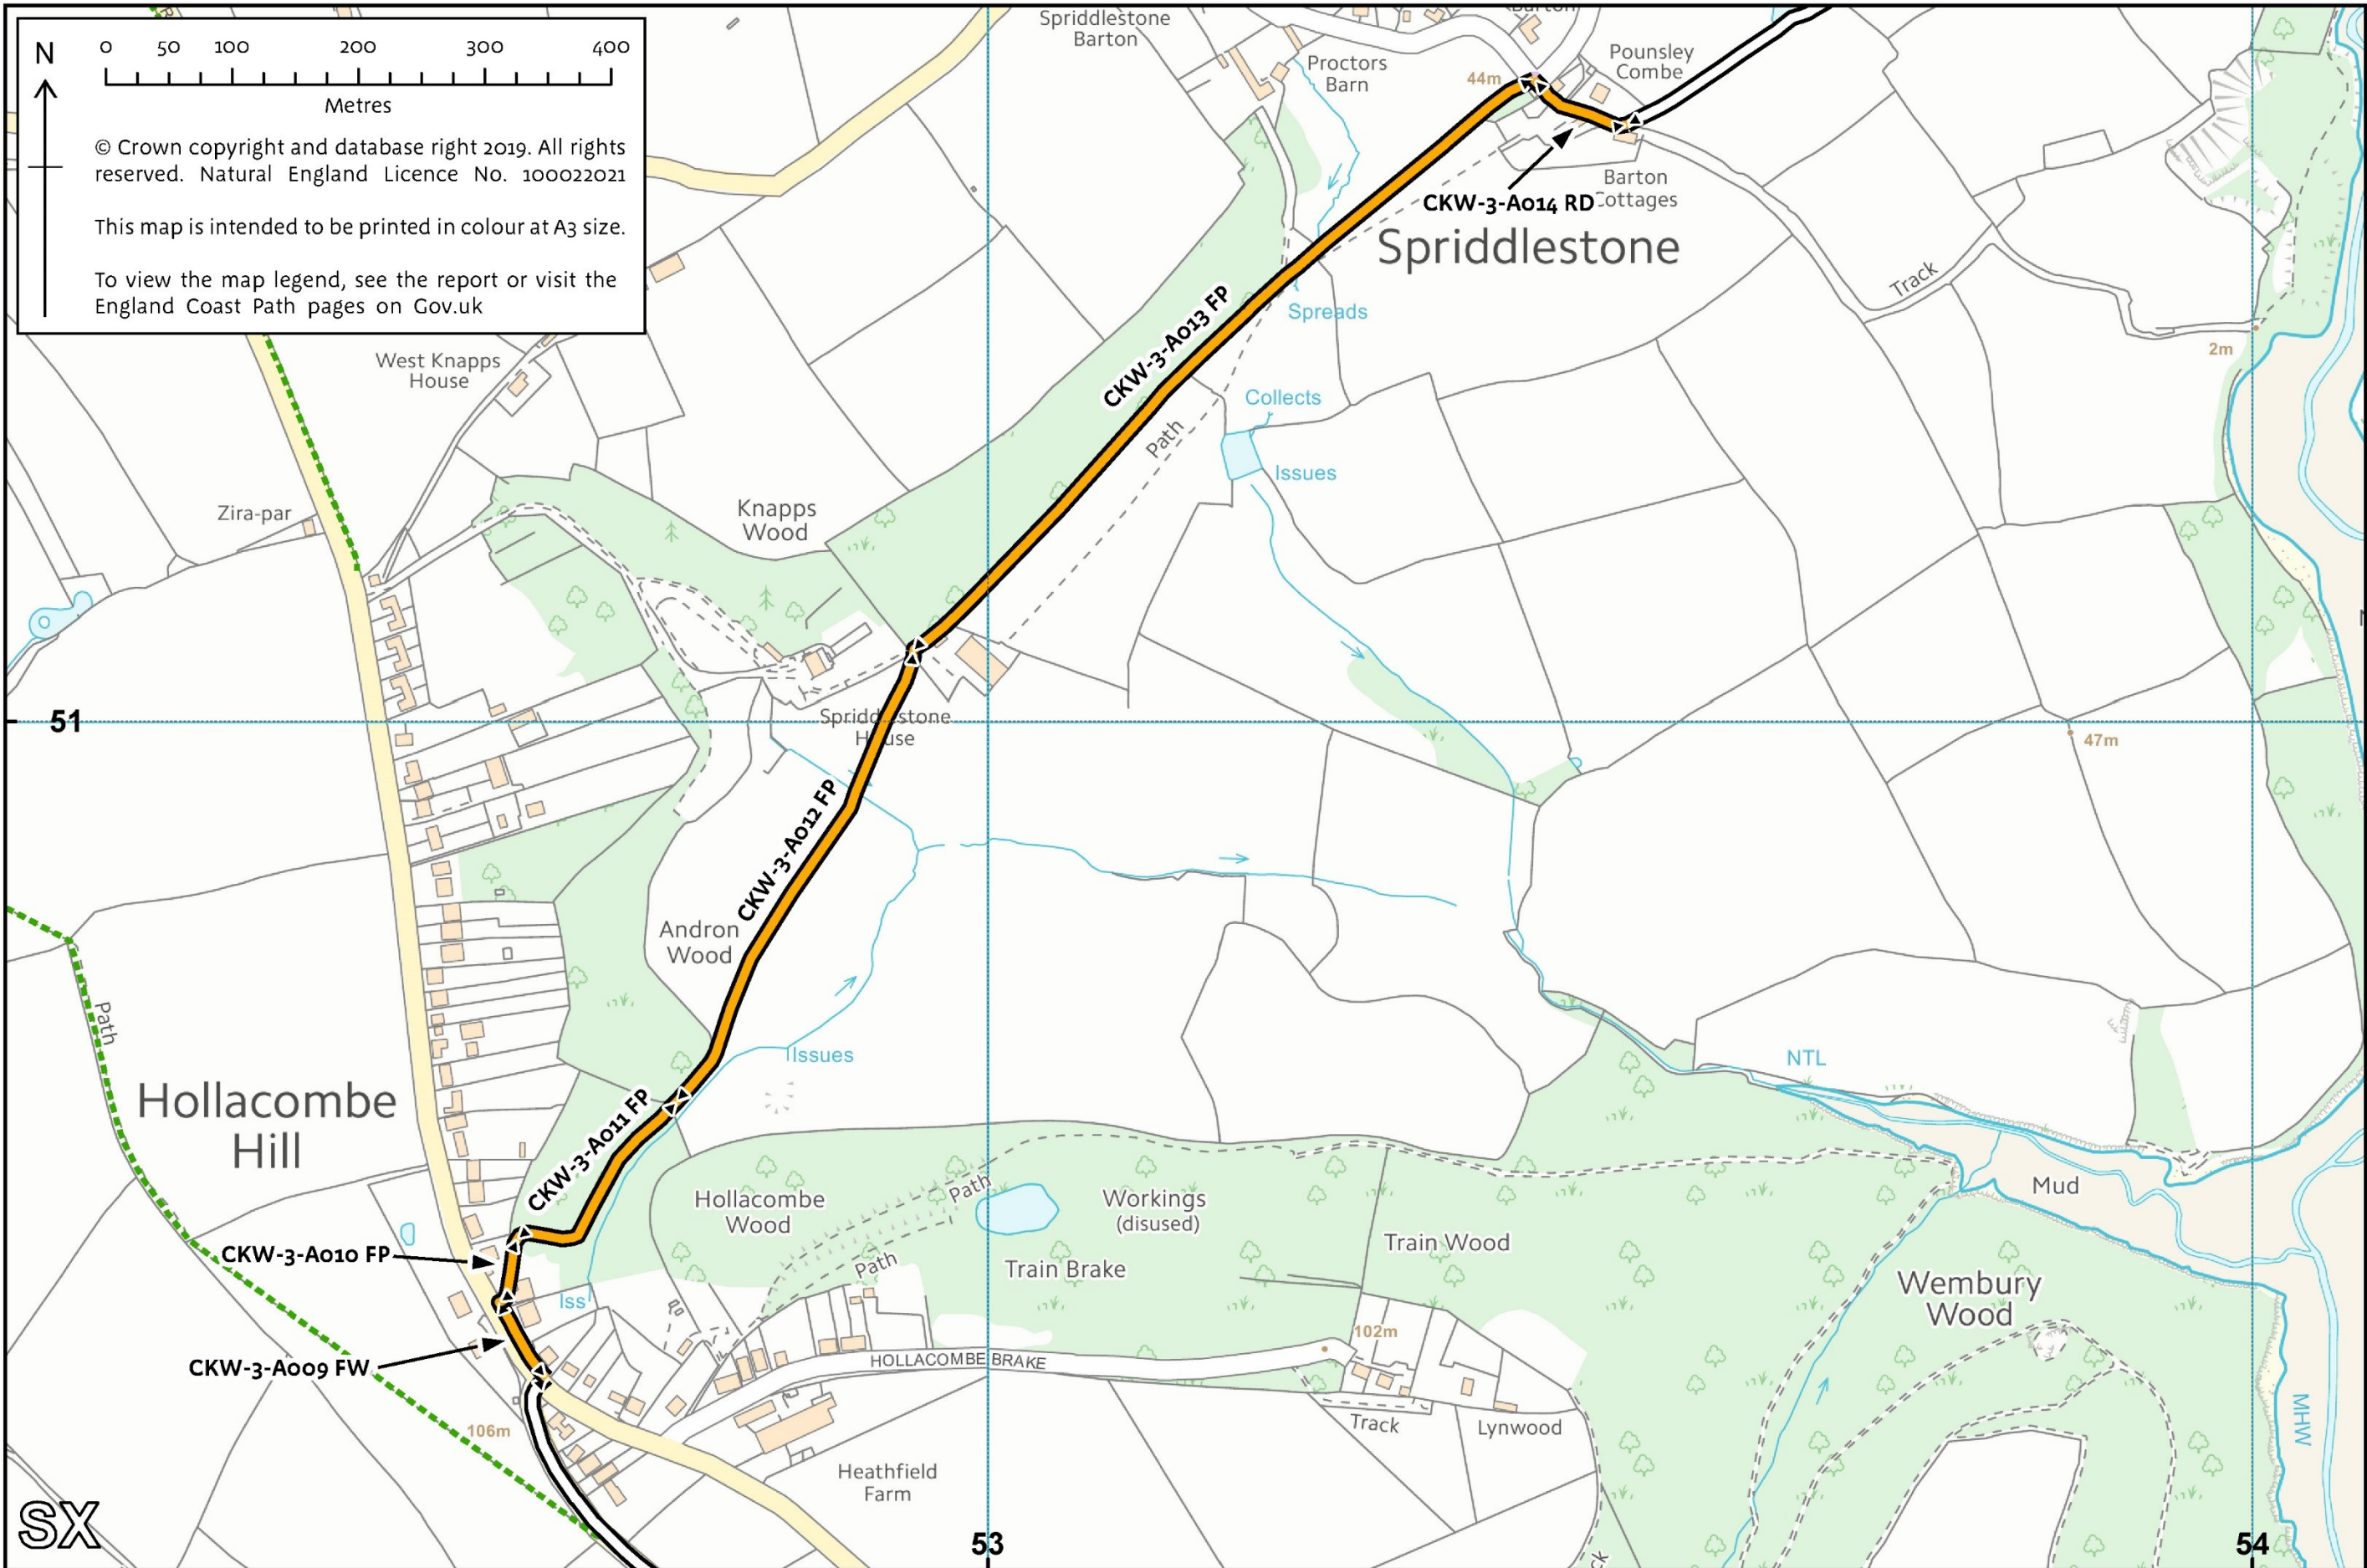 N
0 50 100 200 300 400
Metres
© Crown copyright and database right 2019. All rights
reserved. Natural England Licence No. 100022021
This map is intended to be printed in colour at A3 size.
To view the map legend, see the report or visit the
England Coast Path pages on Gov.uk
Spriddlestone
Barton
Proctors
Barn
44m
Barton
Pounsley
Combe
CKW-3-A014 RD
Barton
Cottages
Spriddlestone
Track
2m
West Knapps
House
CKW-3-A013 FP
Spreads
Collects
Path
Issues
Zira-par
Knapps
Wood
51
Spriddlestone
House
47m
CKW-3-A012 FP
Andron
Wood
Path
Issues
NTL
Hollacombe
Hill
CKW-3-A011 FP
Hollacombe
Wood
Path
Workings
(disused)
Mud
CKW-3-A010 FP
Path
Train Brake
Train Wood
Wembury
Wood
Iss
102m
CKW-3-A009 FW
HOLLACOMBE BRAKE
106m
Track
Lynwood
MHW
Heathfield
Farm
SX
53
54